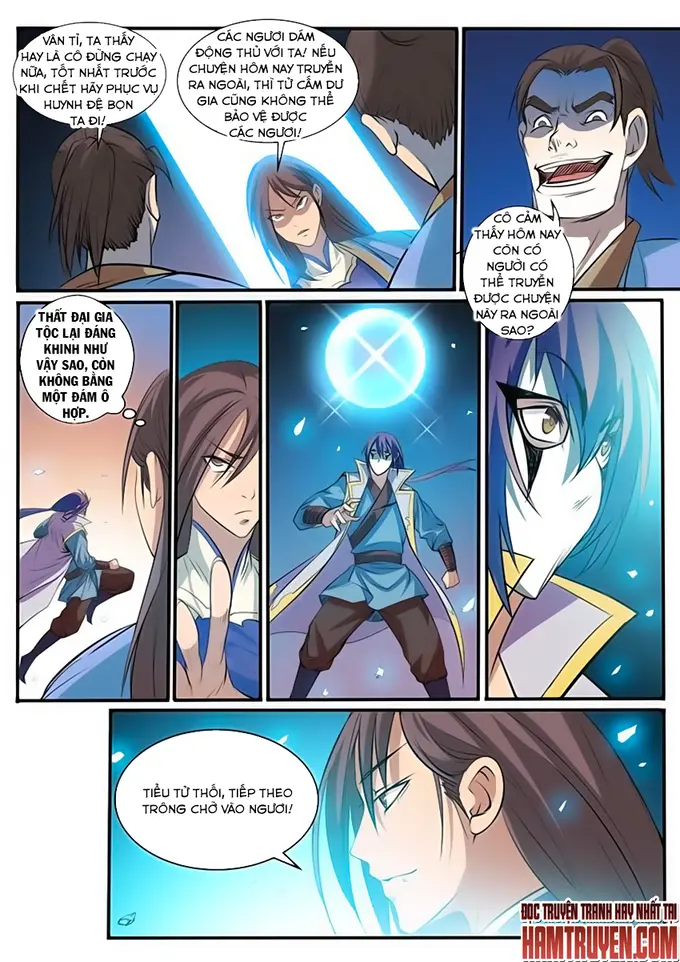 VÂN TỈ, TA THẤY
HAY LÀ CÔ ĐỪNG CHẠY
NỮA, TỐT NHẤT TRƯỚC
KHI CHẾT HÃY PHỤC VỤ
HUYNH ĐỆ BỌN
TA ĐI!
CÁC NGƯƠI DÁM
ĐỘNG THỦ VỚI TA! NẾU
CHUYỆN HÔM NAY TRUYỀN
RA NGOÀI, THÌ TỬ CẤM DƯ
GIA CŨNG KHÔNG THỂ
BẢO VỆ ĐƯỢC
CÁC NGƯƠI!
CÔ CẢM
THẤY HÔM NAY
CÒN CÓ
NGƯỜI CÓ
THỂ TRUYỀN
ĐƯỢC CHUYỆN
NÀY RA NGOÀI
SAO?
THẤT ĐẠI GIA
TỘC LẠI ĐÁNG
KHINH NHƯ
VẬY SAO, CÒN
KHÔNG BẰNG
MỘT ĐÁM Ô
HỢP.
TIỂU TỬ THỐI, TIẾP THEO
TRÔNG CHỜ VÀO NGƯƠI!
ĐỌC TRUYỆN TRANH HAY NHẤT TẠI
HAMTRUYEN.COM